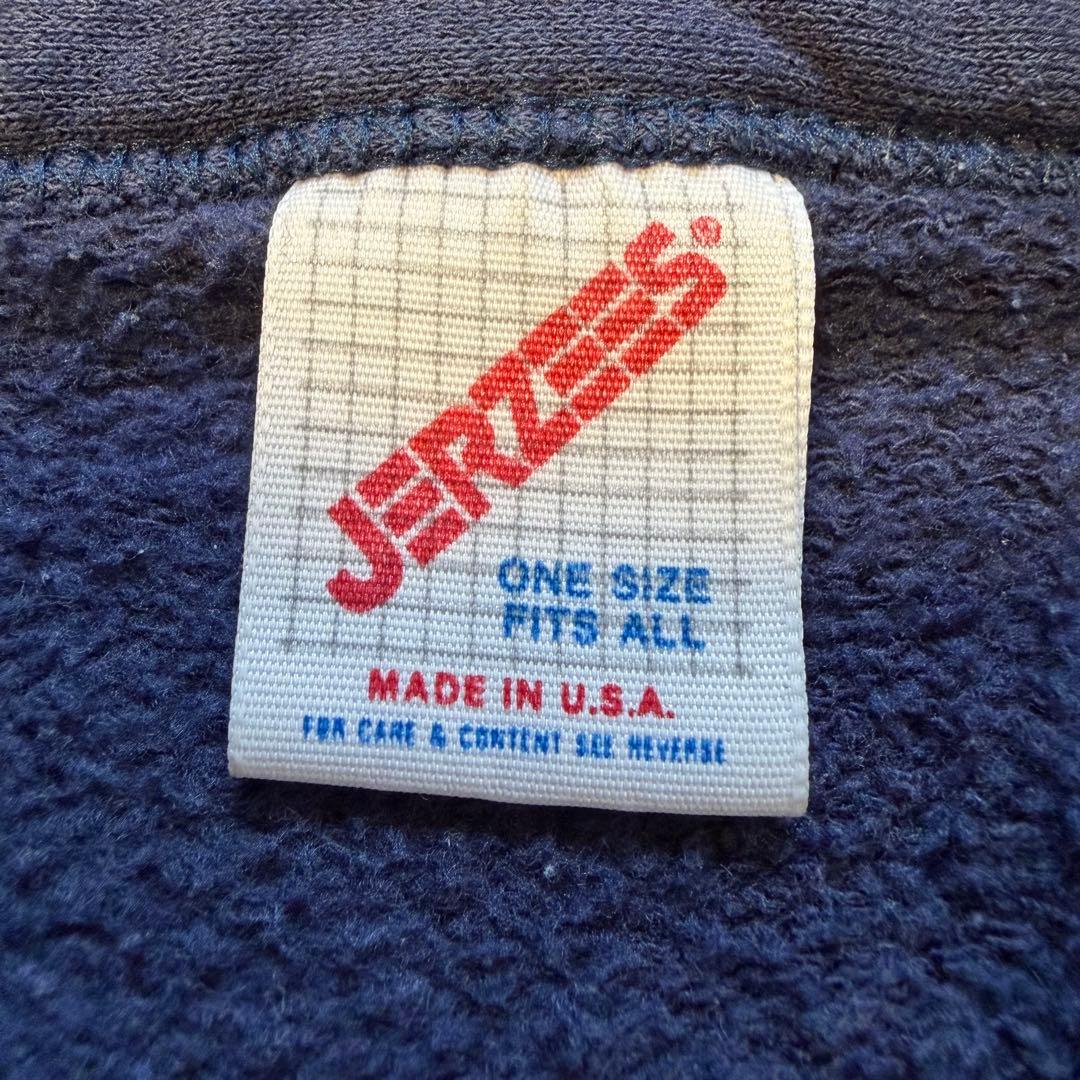 JERZEES®
ONE SIZE
FITS ALL
MADE IN U.S.A.
FOR CARE & CONTENT SEE REVERSE